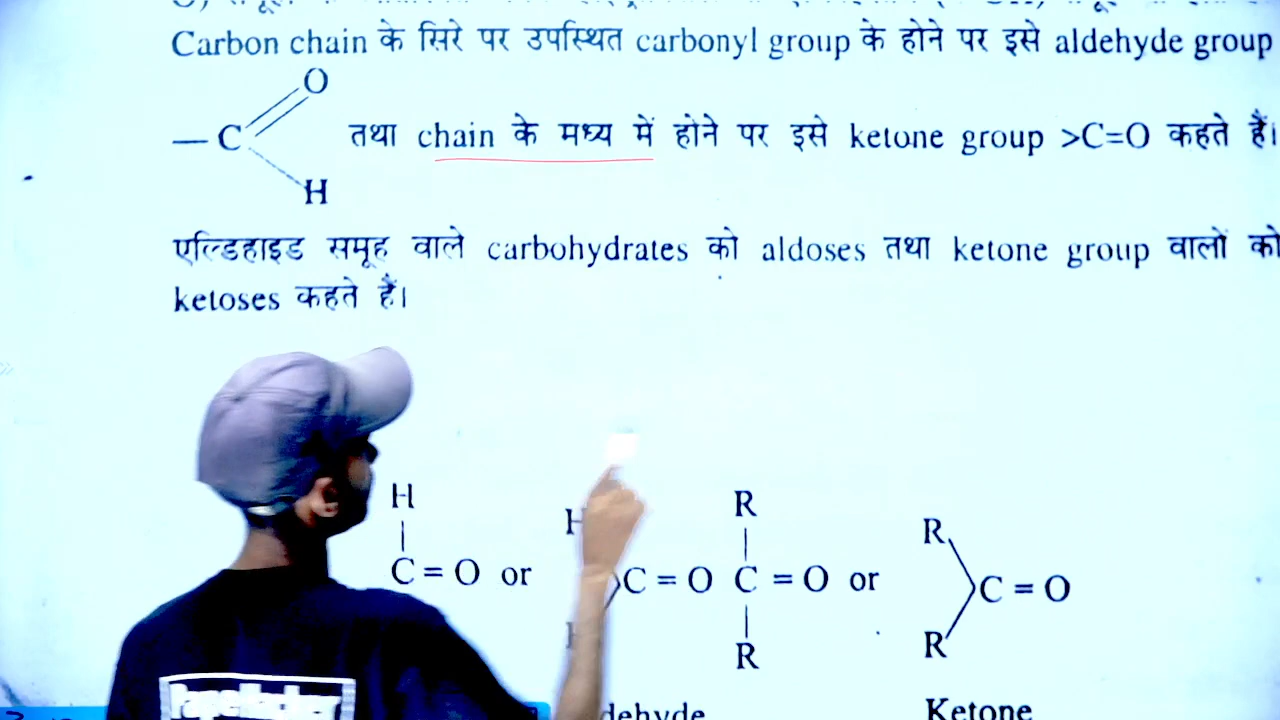 Carbon chain के सिरे पर उपस्थित carbonyl group के होने पर इसे aldehyde group
O
— C तथा chain के मध्य में होने पर इसे ketone group >C=O कहते हैं।
H
एल्डिहाइड समूह वाले carbohydrates को aldoses तथा ketone group वालों को
ketoses कहते हैं।
H H R R
C = O or C = O C = O or C = O
R R
dehyde Ketone